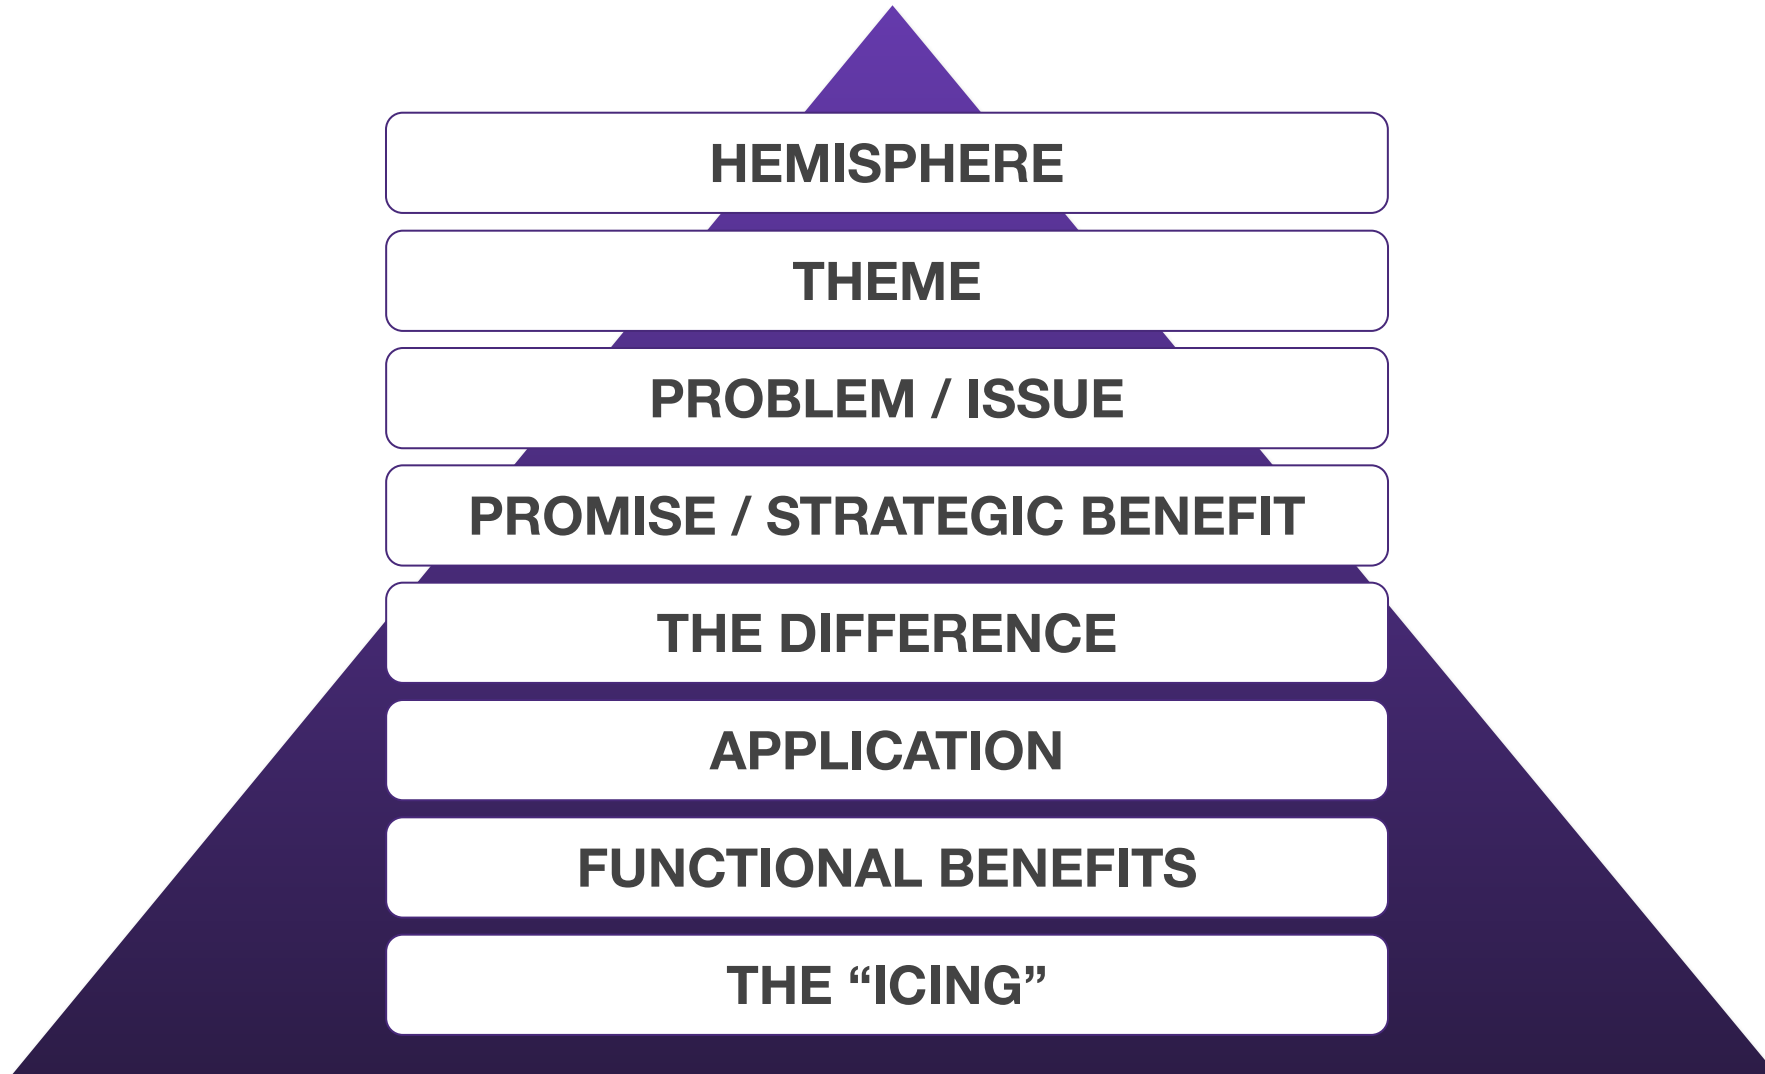 HEMISPHERE
THEME
PROBLEM / ISSUE
PROMISE / STRATEGIC BENEFIT
THE DIFFERENCE
APPLICATION
FUNCTIONAL BENEFITS
THE “ICING”